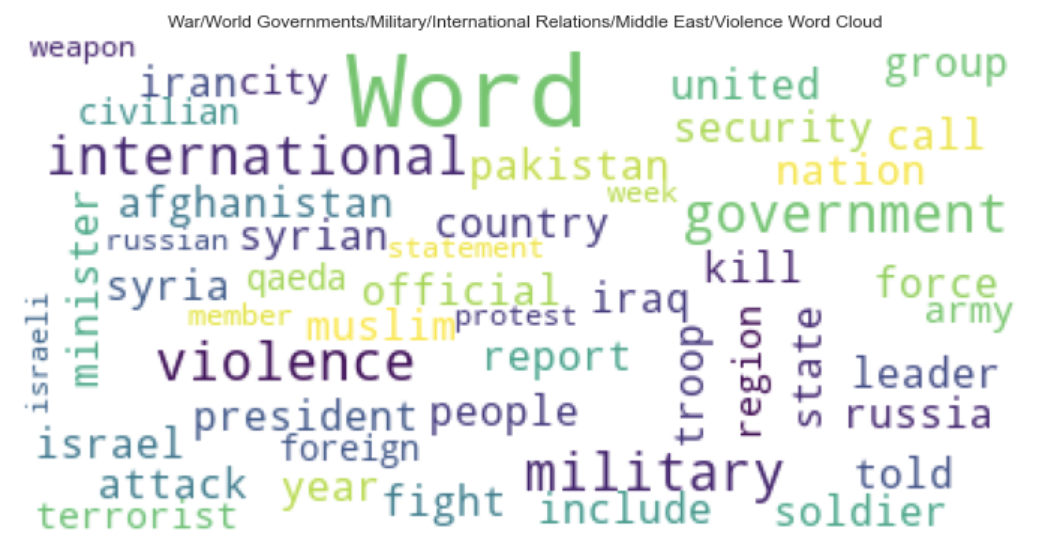 War/World Governments/Military/International Relations/Middle East/Violence Word Cloud
weapon
irancity
Word
united
group
civilian
security
call
international
pakistan
nation
week
minister
afghanistan
government
russian
syrian
country
statement
kill
syria
qaeda
official
iraq
force
member
muslim
protest
army
israeli
violence
report
troop
region
state
leader
president
people
russia
israel
foreign
military
told
attack
year
fight
include
soldier
terrorist